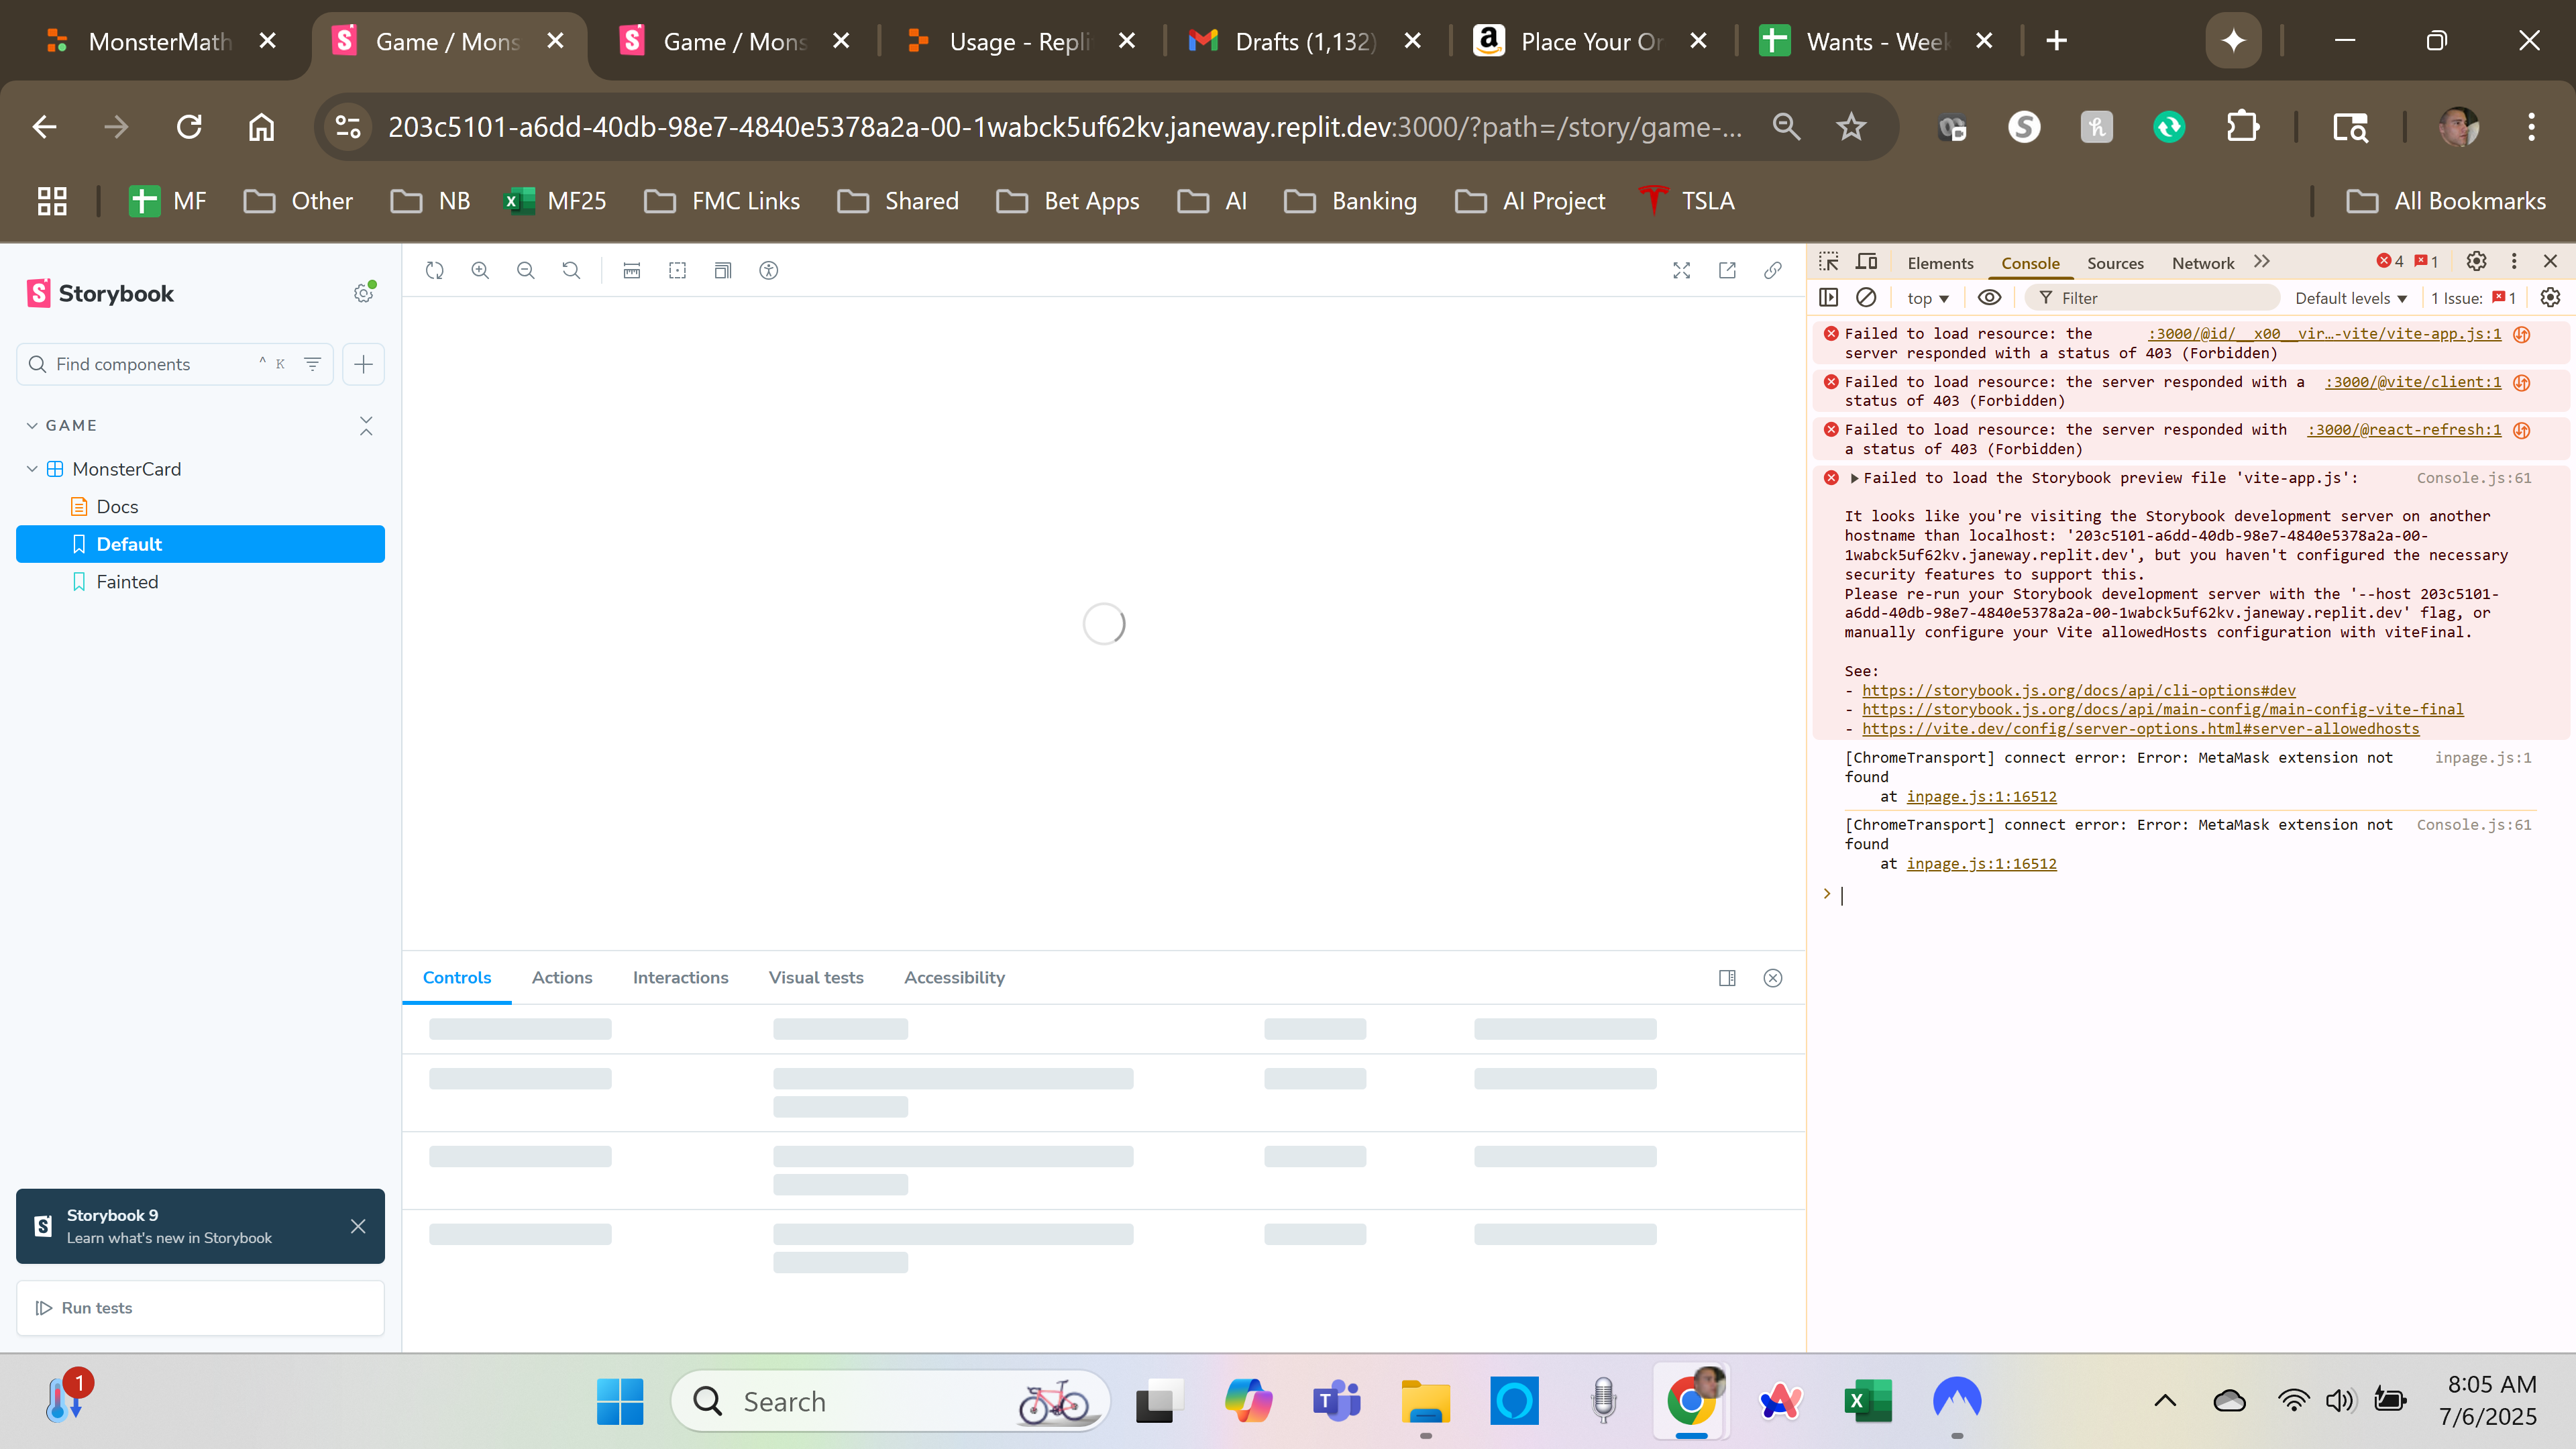 MonsterMath
Game / Mons
Game / Mons
Usage - Repli
Drafts (1,132)
Place Your Or
Wants - Week
203c5101-a6dd-40db-98e7-4840e5378a2a-00-1wabck5uf62kv.janeway.replit.dev:3000/?path=/story/game-...
MF
Other
NB
MF25
FMC Links
Shared
Bet Apps
AI
Banking
AI Project
TSLA
All Bookmarks
Storybook
Find components
^ K
GAME
MonsterCard
Docs
Default
Fainted
Storybook 9
Learn what's new in Storybook
Run tests
Controls
Actions
Interactions
Visual tests
Accessibility
Elements
Console
Sources
Network
4
1
top
Filter
Default levels
1 Issue:
1
Failed to load resource: the :3000/@id/__x00__vir…-vite/vite-app.js:1
server responded with a status of 403 (Forbidden)
Failed to load resource: the server responded with a :3000/@vite/client:1
status of 403 (Forbidden)
Failed to load resource: the server responded with :3000/@react-refresh:1
a status of 403 (Forbidden)
Failed to load the Storybook preview file 'vite-app.js': Console.js:61
It looks like you're visiting the Storybook development server on another
hostname than localhost: '203c5101-a6dd-40db-98e7-4840e5378a2a-00-
1wabck5uf62kv.janeway.replit.dev', but you haven't configured the necessary
security features to support this.
Please re-run your Storybook development server with the '--host 203c5101-
a6dd-40db-98e7-4840e5378a2a-00-1wabck5uf62kv.janeway.replit.dev' flag, or
manually configure your Vite allowedHosts configuration with viteFinal.
See:
- https://storybook.js.org/docs/api/cli-options#dev
- https://storybook.js.org/docs/api/main-config/main-config-vite-final
- https://vite.dev/config/server-options.html#server-allowedhosts
[ChromeTransport] connect error: Error: MetaMask extension not inpage.js:1
found
at inpage.js:1:16512
[ChromeTransport] connect error: Error: MetaMask extension not Console.js:61
found
at inpage.js:1:16512
1
Search
8:05 AM
7/6/2025